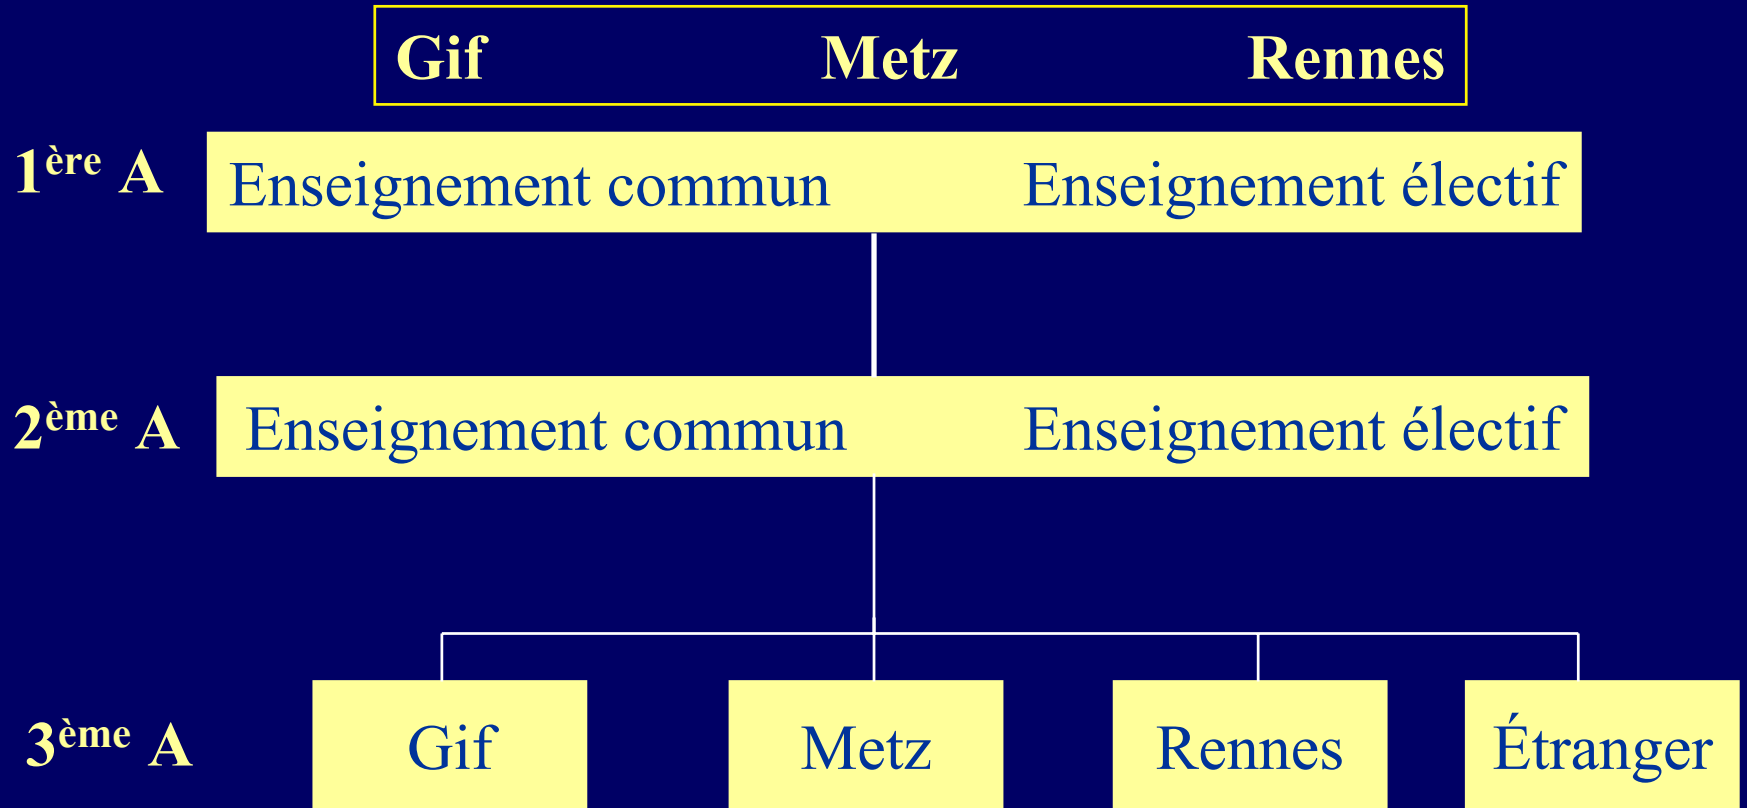 Gif Metz Rennes
1ère A Enseignement commun Enseignement électif
2ème A Enseignement commun Enseignement électif
3ème A Gif Metz Rennes Étranger